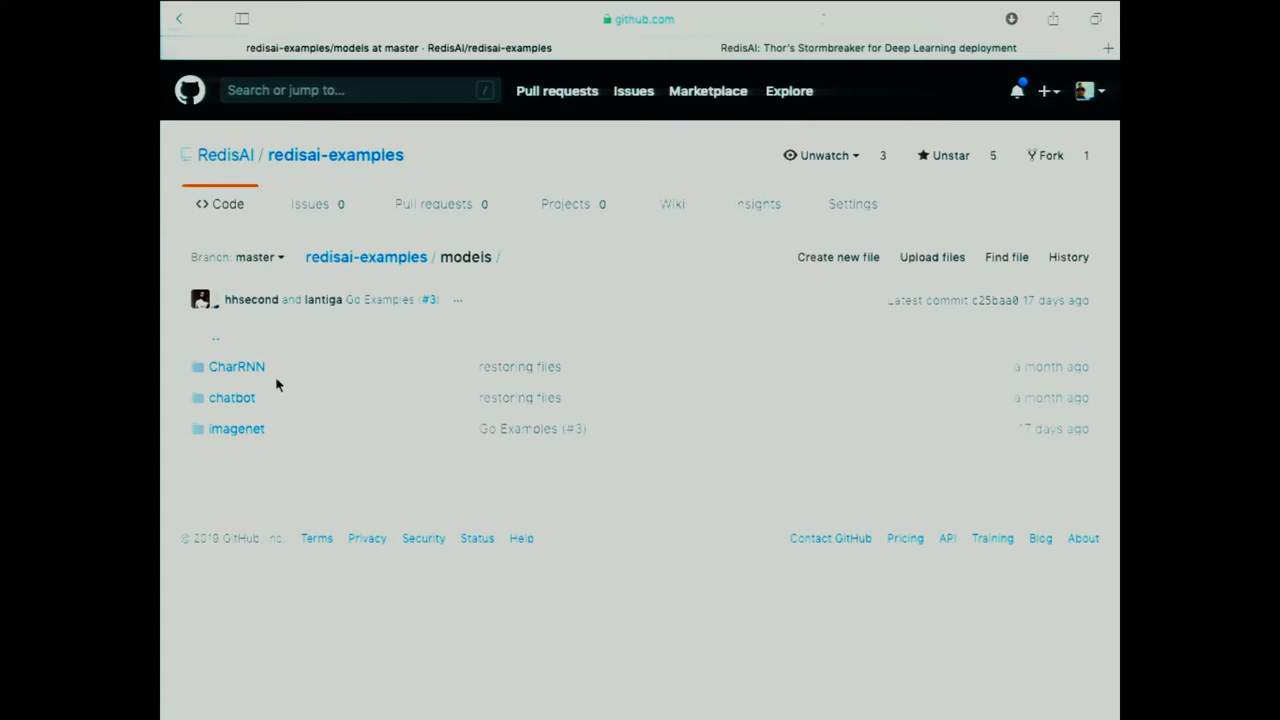 github.com
redisai-examples/models at master · RedisAI/redisai-examples
RedisAI: Thor's Stormbreaker for Deep Learning deployment
Search or jump to... /
Pull requests Issues Marketplace Explore
RedisAI / redisai-examples
Unwatch 3 Unstar 5 Fork 1
Code Issues 0 Pull requests 0 Projects 0 Wiki Insights Settings
Branch: master redisai-examples / models /
Create new file Upload files Find file History
hhsecond and lantiga Go Examples (#3) ...
Latest commit c25baa0 17 days ago
..
CharRNN restoring files a month ago
chatbot restoring files a month ago
imagenet Go Examples (#3) 17 days ago
© 2019 GitHub, Inc. Terms Privacy Security Status Help
Contact GitHub Pricing API Training Blog About